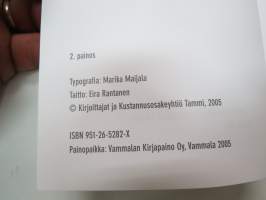 2. painos
Typografia: Marika Maijala
Taitto: Eira Rantanen
© Kirjoittajat ja Kustannusosakeyhtiö Tammi, 2005
ISBN 951-26-5282-X
Painopaikka: Vammalan Kirjapaino Oy, Vammala 2005